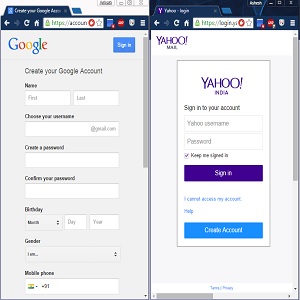 Create your Google Acco
https://accoun
Google
Sign in
Create your Google Account
Name
First
Last
Choose your username
@gmail.com
Create a password
Confirm your password
Birthday
Month
Day
Year
Gender
I am...
Mobile phone
+91
Ashish
Yahoo - login
https://login.y
YAHOO!
MAIL
YAHOO!
INDIA
Sign in to your account
Yahoo username
Password
Keep me signed in
Sign in
I cannot access my account
Help
Create Account
Terms | Privacy